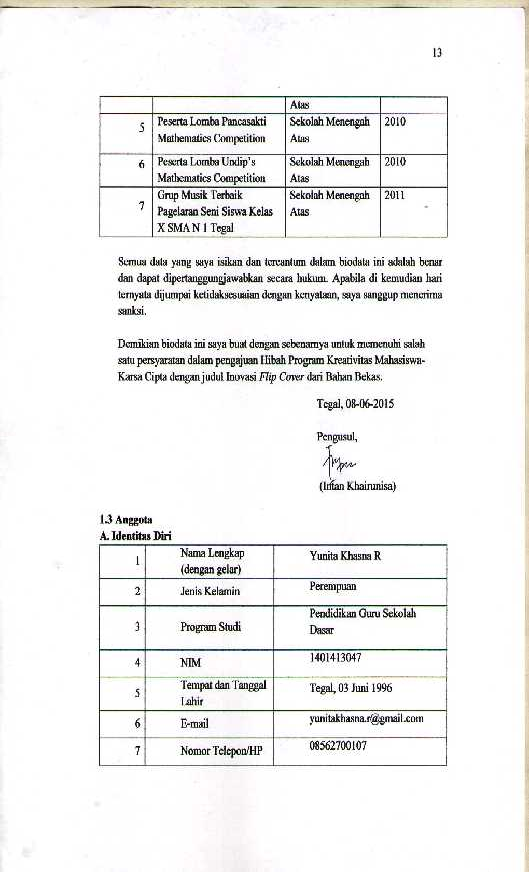 13
Atas
5 Peserta Lomba Pancasakti Sekolah Menengah 2010
Mathematics Competition Atas
6 Peserta Lomba Undip's Sekolah Menengah 2010
Mathematics Competition Atas
7 Grup Musik Terbaik Sekolah Menengah 2011
Pagelaran Seni Siswa Kelas Atas
X SMA N 1 Tegal
Semua data yang saya isikan dan tercantum dalam biodata ini adalah benar
dan dapat dipertanggungjawabkan secara hukum. Apabila di kemudian hari
ternyata dijumpai ketidaksesuaian dengan kenyataan, saya sanggup menerima
sanksi.
Demikian biodata ini saya buat dengan sebenarnya untuk memenuhi salah
satu persyaratan dalam pengajuan Hibah Program Kreativitas Mahasiswa-
Karsa Cipta dengan judul Inovasi Flip Cover dari Bahan Bekas.
Tegal, 08-06-2015
Pengusul,
(Intan Khairunisa)
1.3 Anggota
A. Identitas Diri
1 Nama Lengkap Yunita Khasna R
(dengan gelar)
2 Jenis Kelamin Perempuan
3 Program Studi Pendidikan Guru Sekolah
Dasar
4 NIM 1401413047
5 Tempat dan Tanggal Tegal, 03 Juni 1996
Lahir
6 E-mail yunitakhasna.r@gmail.com
7 Nomor Telepon/HP 08562700107